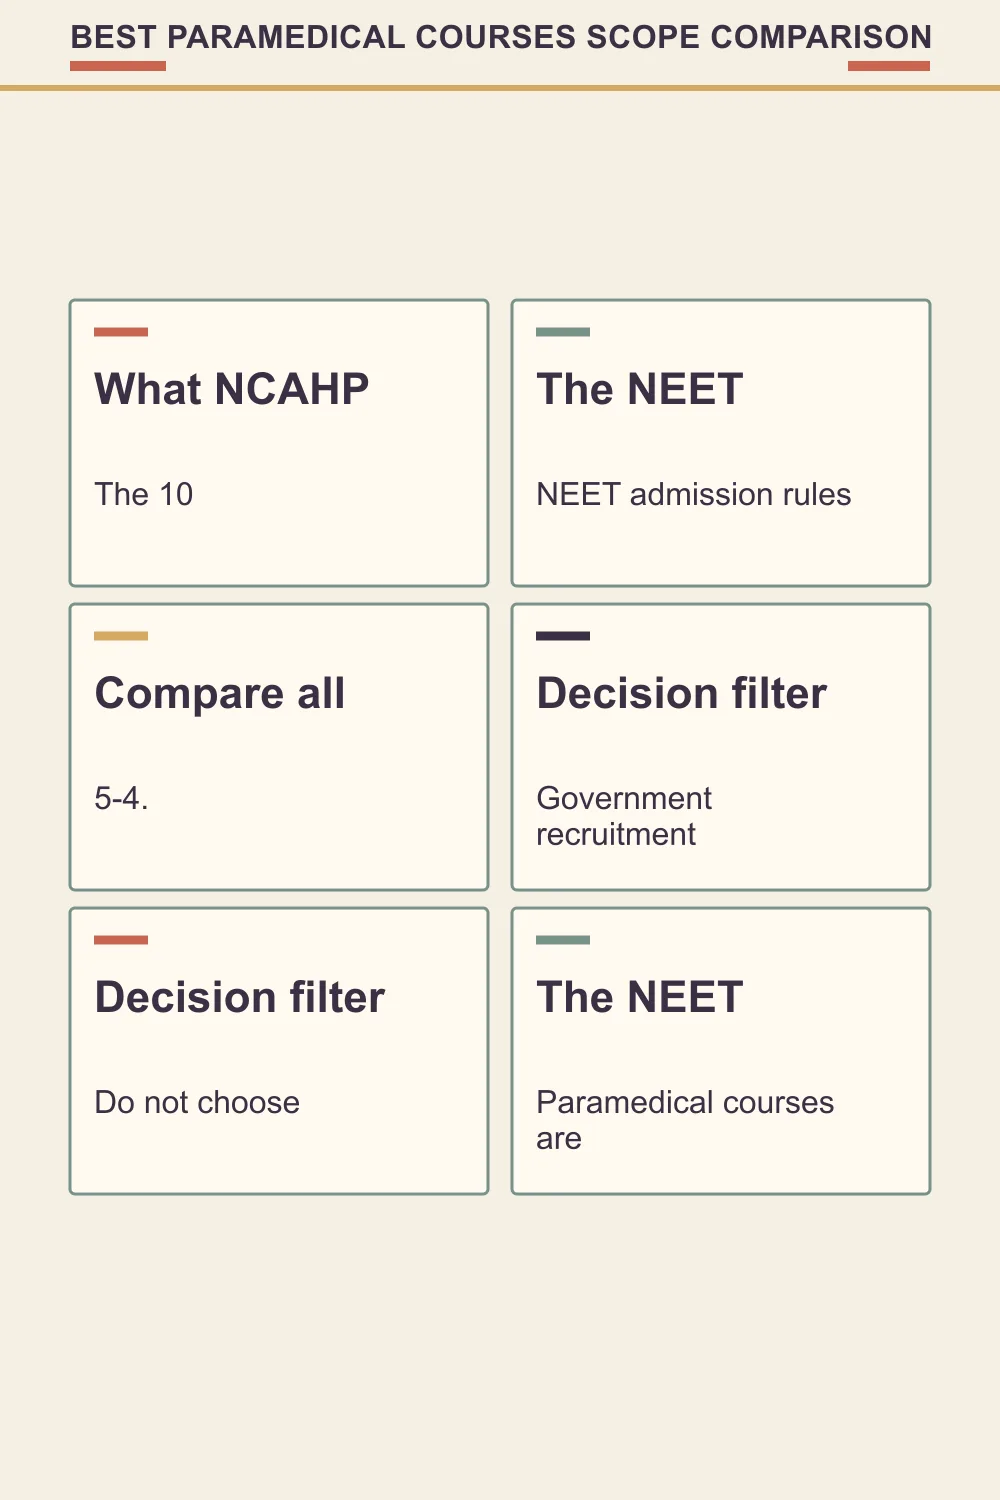 BEST PARAMEDICAL COURSES SCOPE COMPARISON
What NCAHP
The 10
The NEET
NEET admission rules
Compare all
5-4.
Decision filter
Government
recruitment
Decision filter
Do not choose
The NEET
Paramedical courses
are